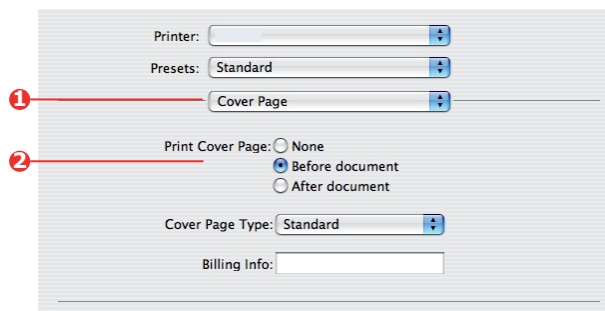 Printer:
Presets: Standard
1 Cover Page
2 Print Cover Page: None
Before document
After document
Cover Page Type: Standard
Billing Info: